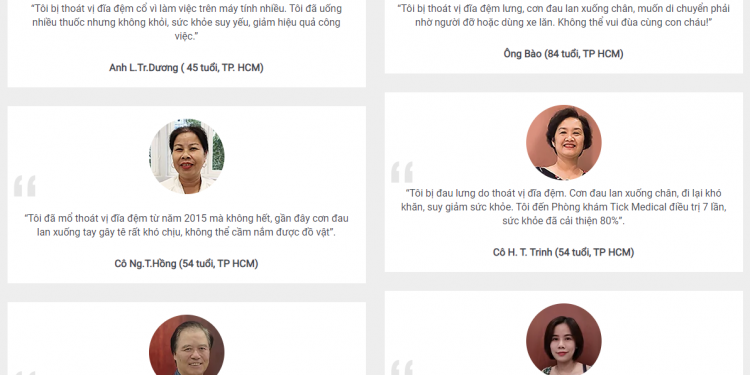 “Tôi bị thoát vị đĩa đệm cổ vì làm việc trên máy tính nhiều. Tôi đã uống
nhiều thuốc nhưng không khỏi, sức khỏe suy yếu, giảm hiệu quả công
việc.”
Anh L.Tr.Dương ( 45 tuổi, TP. HCM)
“Tôi đã mổ thoát vị đĩa đệm từ năm 2015 mà không hết, gần đây cơn đau
lan xuống tay gây tê rất khó chịu, không thể cầm nắm được đồ vật”.
Cô Ng.T.Hồng (54 tuổi, TP HCM)
“Tôi bị thoát vị đĩa đệm lưng, cơn đau lan xuống chân, muốn di chuyển phải
nhờ người đỡ hoặc dùng xe lăn. Không thể vui đùa cùng con cháu!”
Ông Bào (84 tuổi, TP HCM)
“Tôi bị đau lưng do thoát vị đĩa đệm. Cơn đau lan xuống chân, đi lại khó
khăn, suy giảm sức khỏe. Tôi đến Phòng khám Tick Medical điều trị 7 lần,
sức khỏe đã cải thiện 80%”.
Cô H. T. Trinh (54 tuổi, TP HCM)